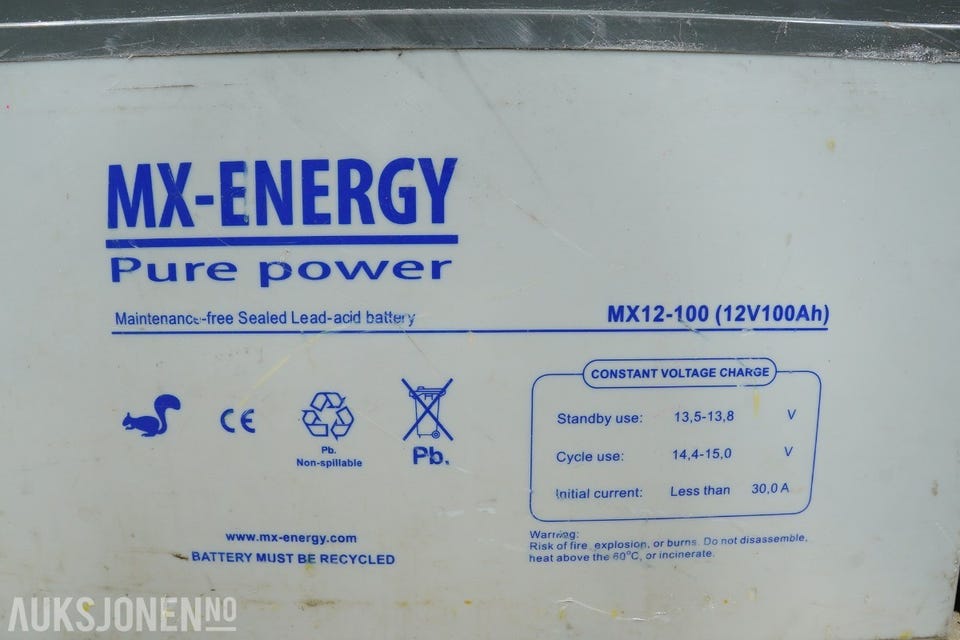 MX-ENERGY
Pure power
Maintenance-free Sealed Lead-acid battery
MX12-100 (12V100Ah)
CE
Pb.
Non-spillable
Pb.
CONSTANT VOLTAGE CHARGE
Standby use: 13,5-13,8 V
Cycle use: 14,4-15,0 V
Initial current: Less than 30,0 A
www.mx-energy.com
BATTERY MUST BE RECYCLED
Warning:
Risk of fire, explosion, or burns. Do not disassemble,
heat above the 60°C, or incinerate.
AUKSJONEN.NO